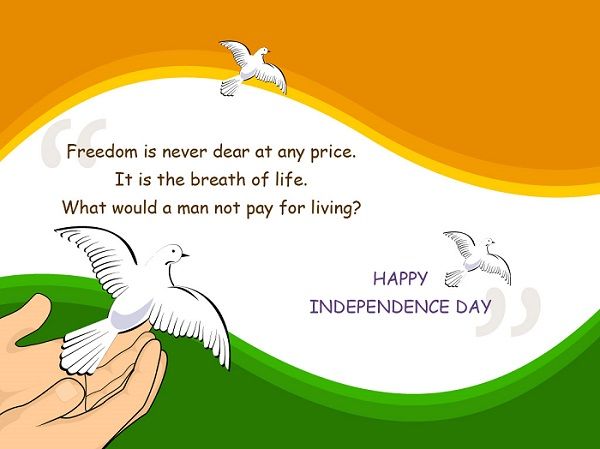 Freedom is never dear at any price.
It is the breath of life.
What would a man not pay for living?
HAPPY
INDEPENDENCE DAY